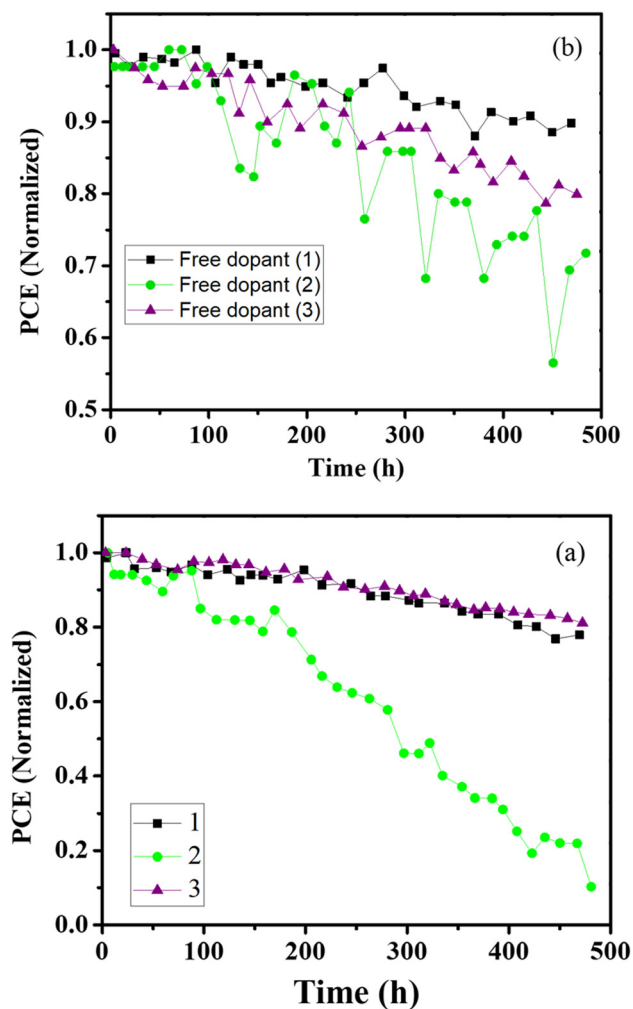 (b)
PCE (Normalized)
1.0
0.9
0.8
0.7
0.6
0.5
Free dopant (1)
Free dopant (2)
Free dopant (3)
0 100 200 300 400 500
Time (h)
(a)
PCE (Normalized)
1.0
0.8
0.6
0.4
0.2
0.0
1
2
3
0 100 200 300 400 500
Time (h)